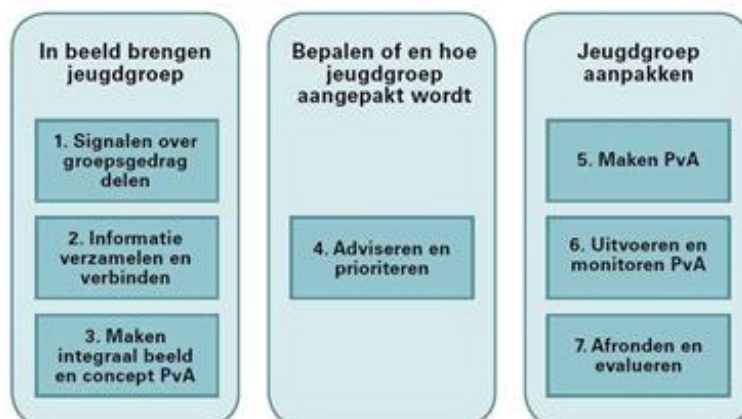 In beeld brengen
jeugdgroep
1. Signalen over
groepsgedrag
delen
2. Informatie
verzamelen en
verbinden
3. Maken
integraal beeld
en concept PvA
Bepalen of en hoe
jeugdgroep
aangepakt wordt
4. Adviseren en
prioriteren
Jeugdgroep
aanpakken
5. Maken PvA
6. Uitvoeren en
monitoren PvA
7. Afronden en
evalueren